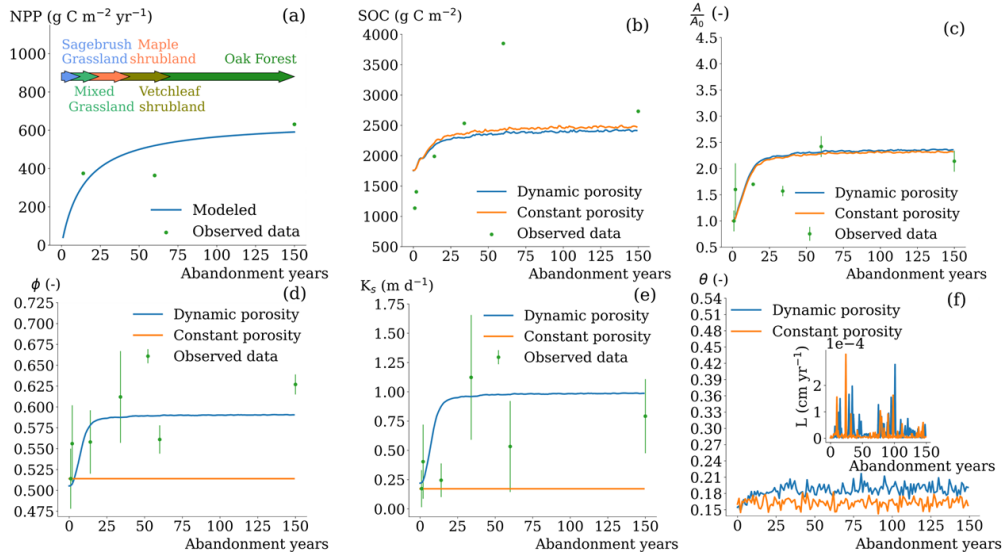 NPP (g C m⁻² yr⁻¹)
(a)
1000
800
600
400
200
0
Sagebrush
Grassland
Maple
shrubland
Oak Forest
Mixed
Grassland
Vetchleaf
shrubland
Modeled
Observed data
0 25 50 75 100 125 150
Abandonment years
SOC (g C m⁻²)
(b)
4000
3500
3000
2500
2000
1500
1000
500
Dynamic porosity
Constant porosity
Observed data
0 25 50 75 100 125 150
Abandonment years
A/A₀ (-)
(c)
4.5
4.0
3.5
3.0
2.5
2.0
1.5
1.0
0.5
Dynamic porosity
Constant porosity
Observed data
0 25 50 75 100 125 150
Abandonment years
ϕ (-)
(d)
0.725
0.700
0.675
0.650
0.625
0.600
0.575
0.550
0.525
0.500
0.475
Dynamic porosity
Constant porosity
Observed data
0 25 50 75 100 125 150
Abandonment years
Kₛ (m d⁻¹)
(e)
1.75
1.50
1.25
1.00
0.75
0.50
0.25
0.00
Dynamic porosity
Constant porosity
Observed data
0 25 50 75 100 125 150
Abandonment years
θ (-)
(f)
0.54
0.51
0.48
0.45
0.42
0.39
0.36
0.33
0.30
0.27
0.24
0.21
0.18
0.15
Dynamic porosity
Constant porosity
1e−4
L (cm yr⁻¹)
2
1
0
0 50 100 150
Abandonment years
0 25 50 75 100 125 150
Abandonment years